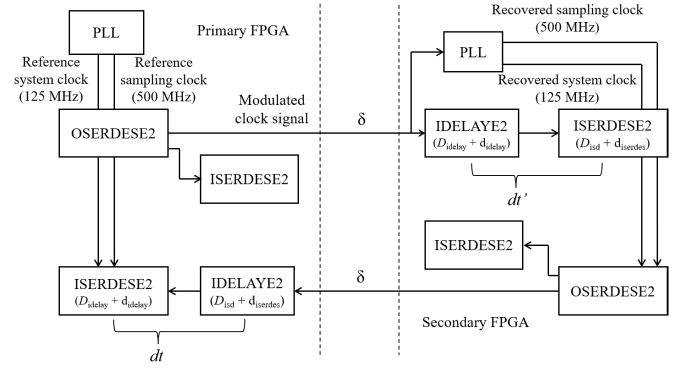 PLL
Primary FPGA
Reference
system clock
(125 MHz)
Reference
sampling clock
(500 MHz)
OSERDESE2
Modulated
clock signal
δ
ISERDESE2
ISERDESE2
(Didelay + didelay)
IDELAYE2
(Disd + diserdes)
dt
δ
Recovered sampling clock
(500 MHz)
PLL
Recovered system clock
(125 MHz)
IDELAYE2
(Didelay + didelay)
ISERDESE2
(Disd + diserdes)
dt’
ISERDESE2
OSERDESE2
Secondary FPGA